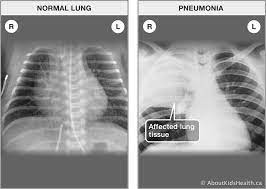 NORMAL LUNG
R
L
PNEUMONIA
R
L
Affected lung
tissue
© AboutKidsHealth.ca